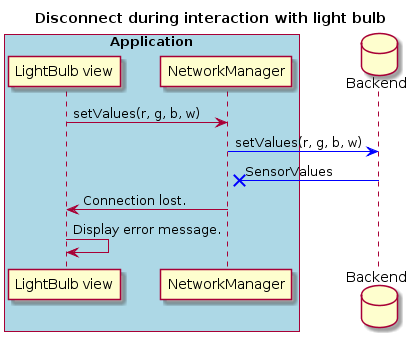 Disconnect during interaction with light bulb
Application
LightBulb view
NetworkManager
Backend
setValues(r, g, b, w)
setValues(r, g, b, w)
SensorValues
Connection lost.
Display error message.
LightBulb view
NetworkManager
Backend